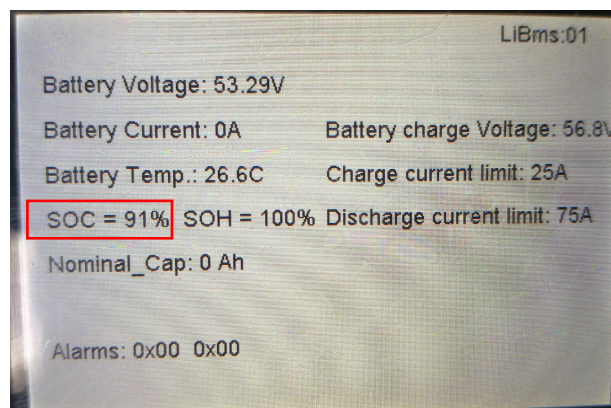 LiBms:01
Battery Voltage: 53.29V
Battery Current: 0A Battery charge Voltage: 56.8V
Battery Temp.: 26.6C Charge current limit: 25A
SOC = 91% SOH = 100% Discharge current limit: 75A
Nominal_Cap: 0 Ah
Alarms: 0x00 0x00